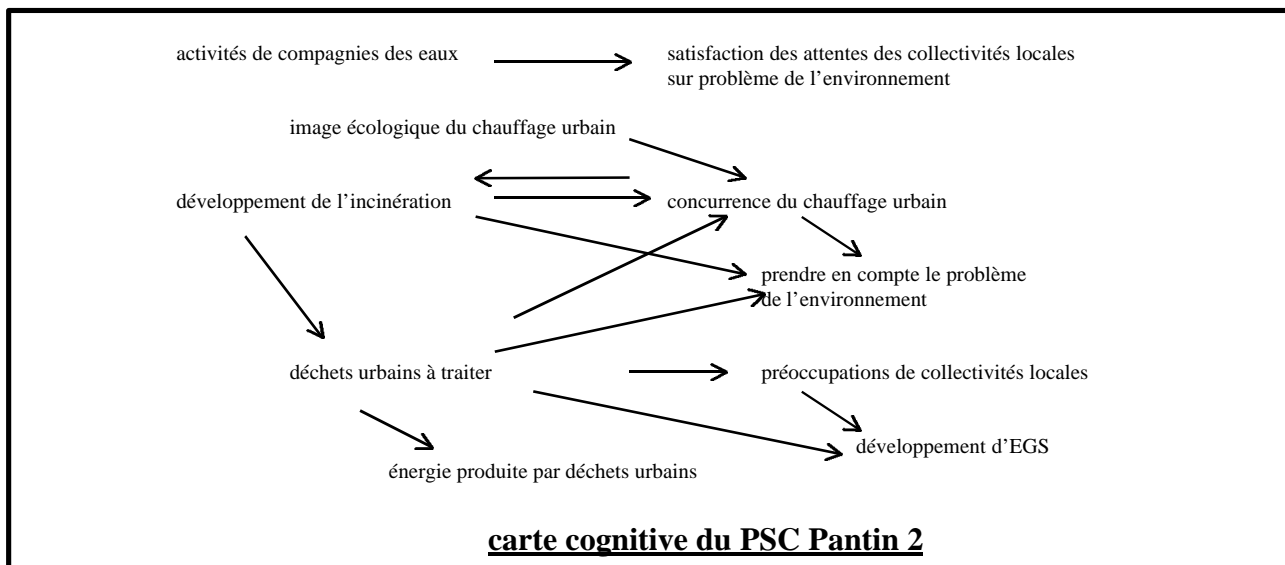 activités de compagnies des eaux
satisfaction des attentes des collectivités locales
sur problème de l’environnement
image écologique du chauffage urbain
développement de l’incinération
concurrence du chauffage urbain
prendre en compte le problème
de l’environnement
déchets urbains à traiter
préoccupations de collectivités locales
développement d’EGS
énergie produite par déchets urbains
carte cognitive du PSC Pantin 2